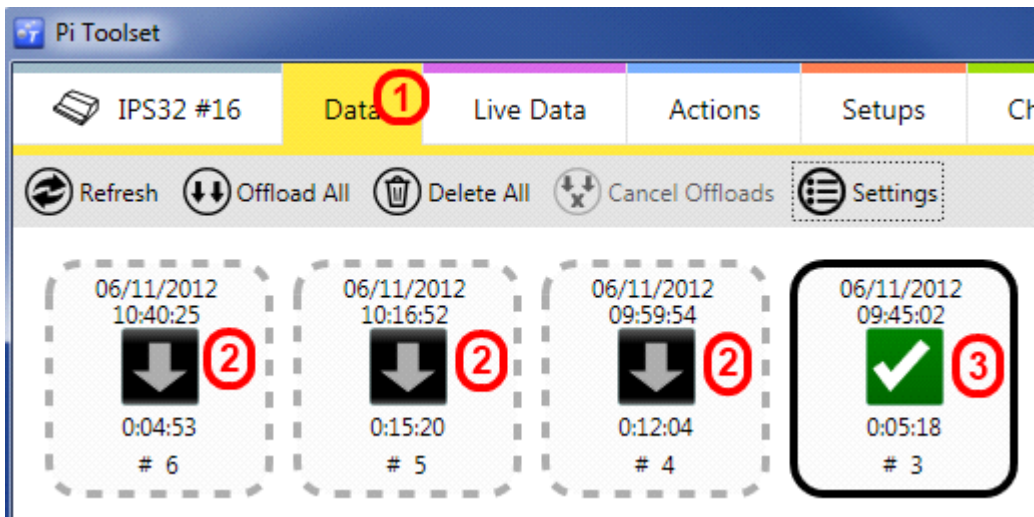 Pi Toolset
IPS32 #16 Data 1 Live Data Actions Setups Ch
Refresh Offload All Delete All Cancel Offloads Settings
06/11/2012 06/11/2012 06/11/2012 06/11/2012
10:40:25 10:16:52 09:59:54 09:45:02
2 2 2 3
0:04:53 0:15:20 0:12:04 0:05:18
# 6 # 5 # 4 # 3